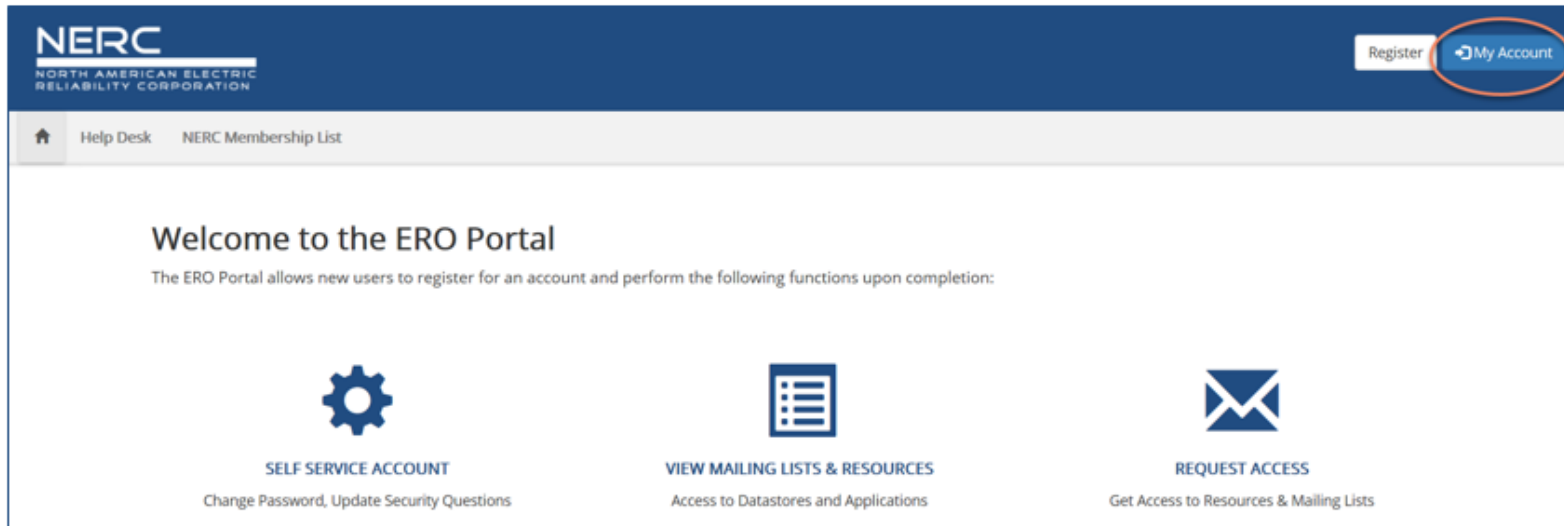 NERC
NORTH AMERICAN ELECTRIC
RELIABILITY CORPORATION
Register
My Account
Help Desk
NERC Membership List
Welcome to the ERO Portal
The ERO Portal allows new users to register for an account and perform the following functions upon completion:
SELF SERVICE ACCOUNT
Change Password, Update Security Questions
VIEW MAILING LISTS & RESOURCES
Access to Datastores and Applications
REQUEST ACCESS
Get Access to Resources & Mailing Lists